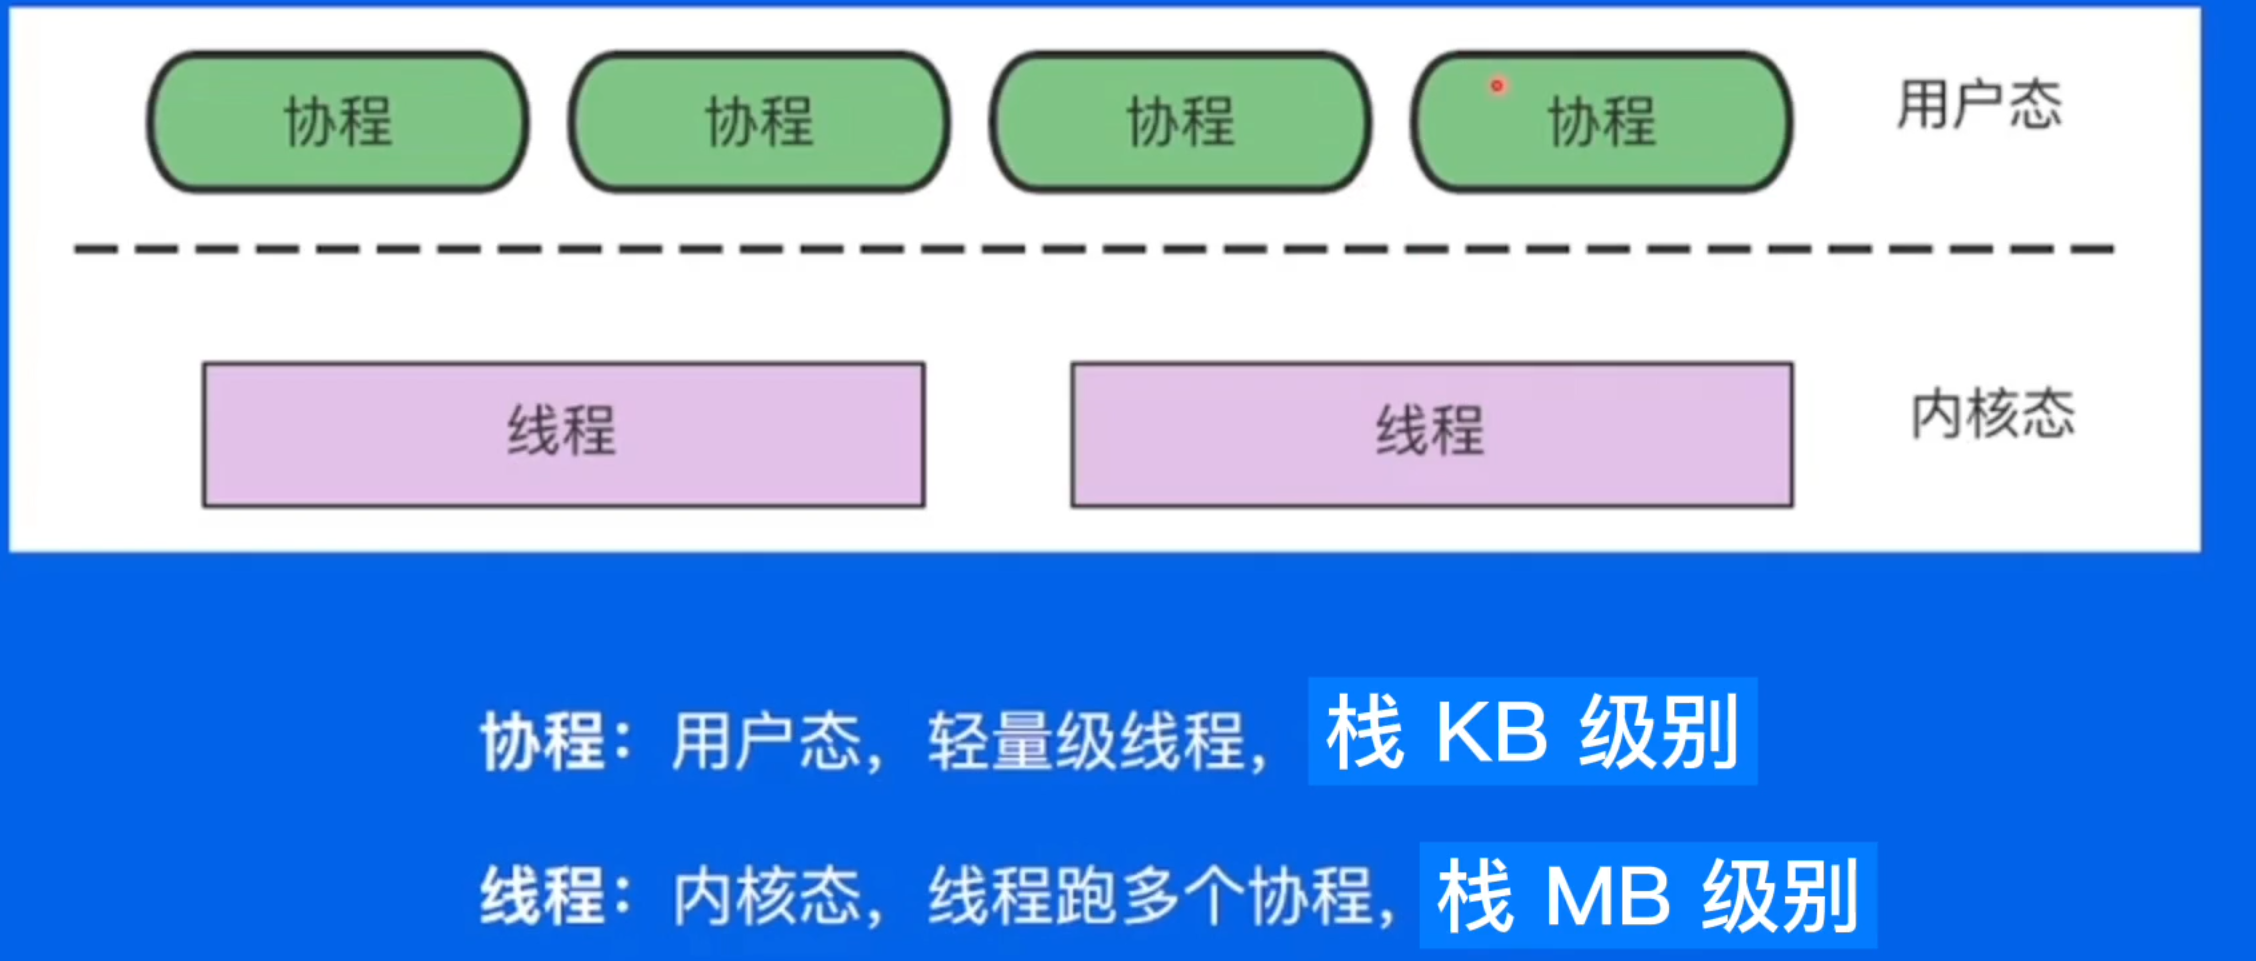 协程 协程 协程 协程 用户态
线程 线程 内核态
协程：用户态，轻量级线程，栈 KB 级别
线程：内核态，线程跑多个协程，栈 MB 级别